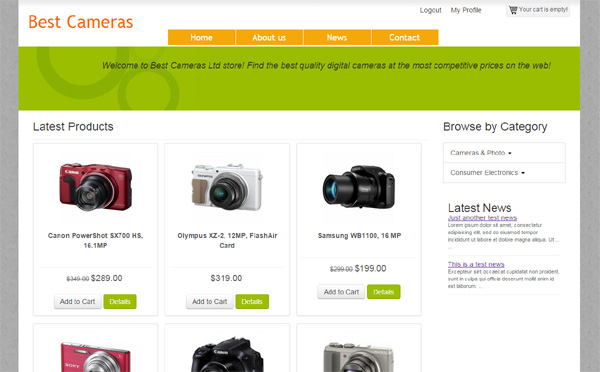 Best Cameras
Logout My Profile Your cart is empty!
Home About us News Contact
Welcome to Best Cameras Ltd store! Find the best quality digital cameras at the most competitive prices on the web!
Latest Products
Canon PowerShot SX700 HS,
16.1MP
$349.00 $289.00
Add to Cart Details
OLYMPUS
Olympus XZ-2, 12MP, FlashAir
Card
$319.00
Add to Cart Details
Samsung WB1100, 16 MP
$299.00 $199.00
Add to Cart Details
SONY
Canon
Browse by Category
Cameras & Photo
Consumer Electronics
Latest News
Just another test news
Lorem ipsum dolor sit amet, consectetur
adipisicing elit, sed do eiusmod tempor
incididunt ut labore et dolore magna aliqua. Ut ...
This is a test news
Excepteur sint occaecat cupidatat non proident,
sunt in culpa qui officia deserunt mollit anim id
est laborum. ...